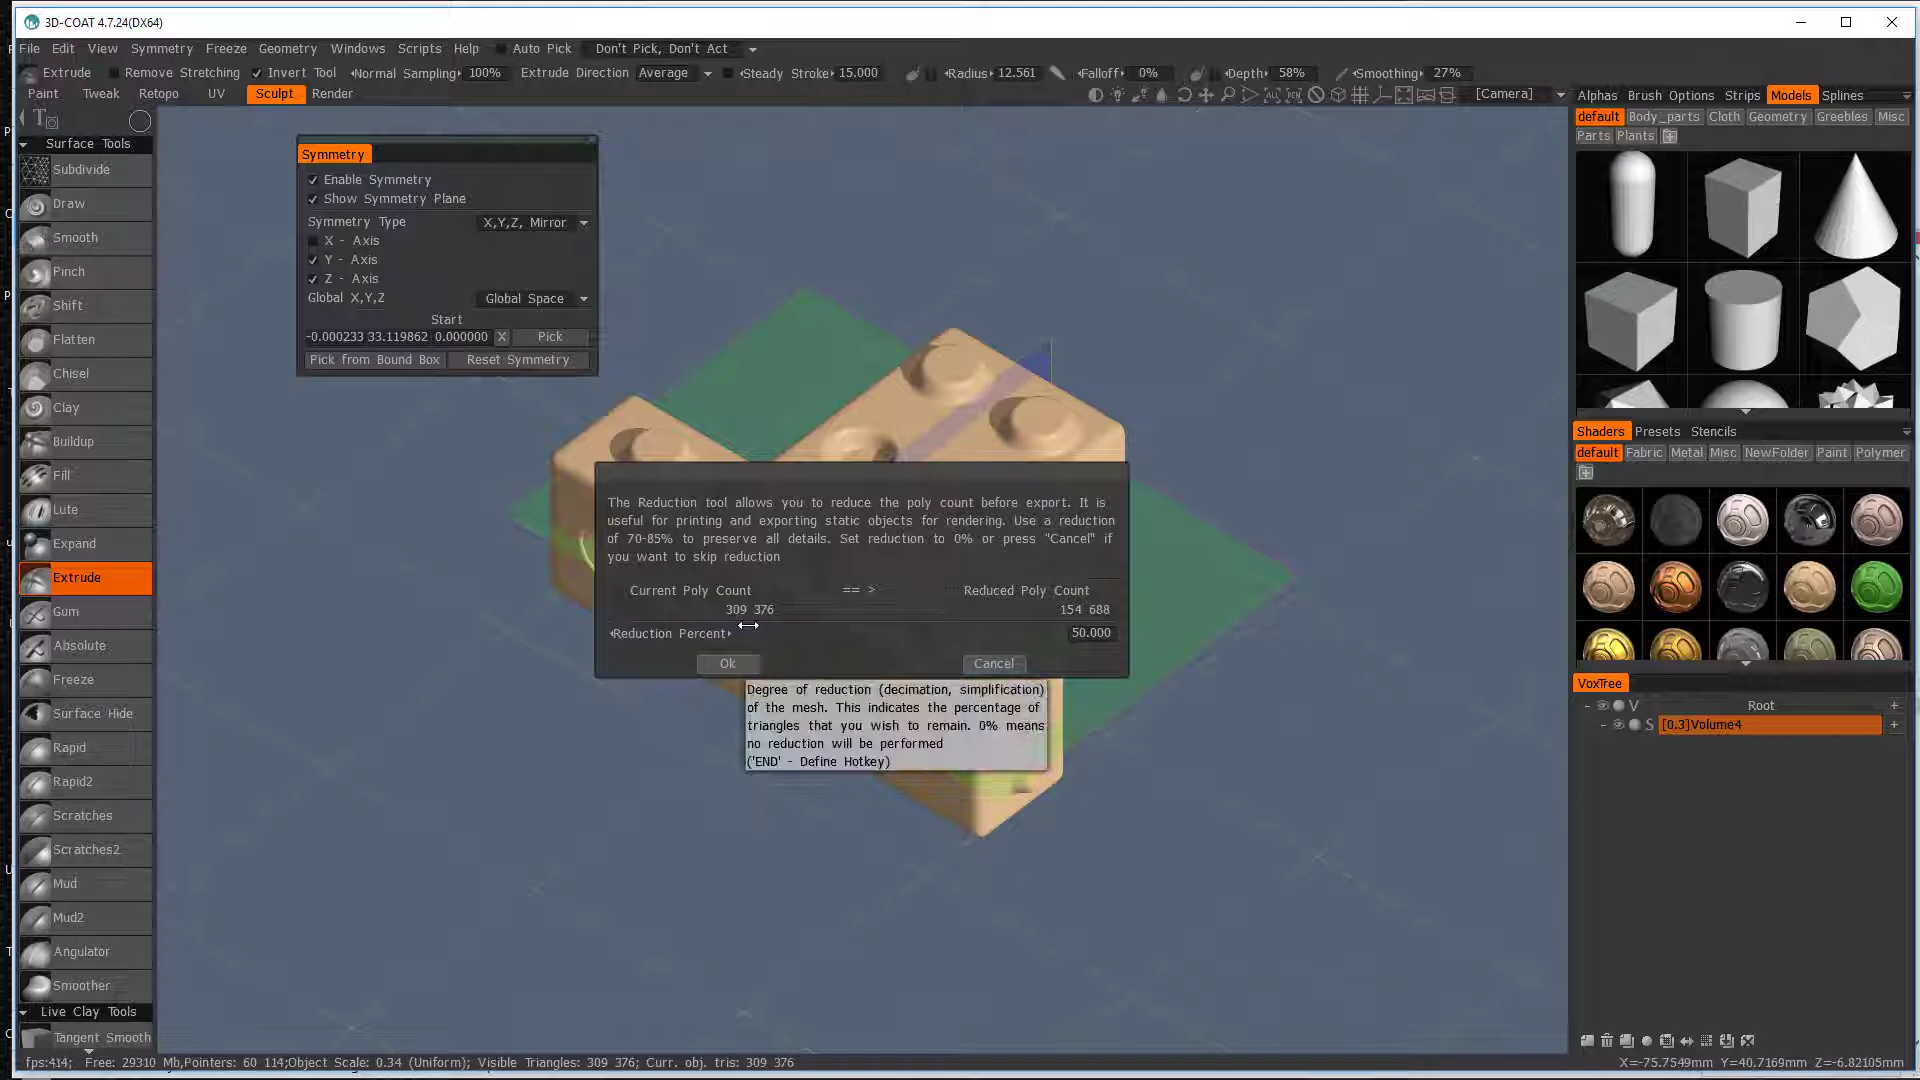 3D-COAT 4.7.24(DX64)
File Edit View Symmetry Freeze Geometry Windows Scripts Help Auto Pick Don't Pick, Don't Act
Extrude Remove Stretching Invert Tool Normal Sampling 100% Extrude Direction Average Steady Stroke 15.000 Radius 12.561 Falloff 0% Depth 58% Smoothing 27%
Paint Tweak Retopo UV Sculpt Render [Camera]
Alphas Brush Options Strips Models Splines
default Body_parts Cloth Geometry Greebles Misc
Parts Plants
Surface Tools
Subdivide
Draw
Smooth
Pinch
Shift
Flatten
Chisel
Clay
Buildup
Fill
Lute
Expand
Extrude
Gum
Absolute
Freeze
Surface Hide
Rapid
Rapid2
Scratches
Scratches2
Mud
Mud2
Angulator
Smoother
Live Clay Tools
Tangent Smooth
Symmetry
Enable Symmetry
Show Symmetry Plane
Symmetry Type X,Y,Z, Mirror
X - Axis
Y - Axis
Z - Axis
Global X,Y,Z Global Space
Start
-0.000233 33.119862 0.000000 X Pick
Pick from Bound Box Reset Symmetry
The Reduction tool allows you to reduce the poly count before export. It is
useful for printing and exporting static objects for rendering. Use a reduction
of 70-85% to preserve all details. Set reduction to 0% or press "Cancel" if
you want to skip reduction
Current Poly Count == > Reduced Poly Count
309 376 154 688
Reduction Percent 50.000
Ok Cancel
Degree of reduction (decimation, simplification)
of the mesh. This indicates the percentage of
triangles that you wish to remain. 0% means
no reduction will be performed
('END' - Define Hotkey)
Shaders Presets Stencils
default Fabric Metal Misc NewFolder Paint Polymer
VoxTree
V Root +
S [0.3]Volume4 +
fps:414; Free: 29310 Mb,Pointers: 60 114;Object Scale: 0.34 (Uniform); Visible Triangles: 309 376; Curr. obj. tris: 309 376
X=-75.7549mm Y=40.7169mm Z=-6.82105mm